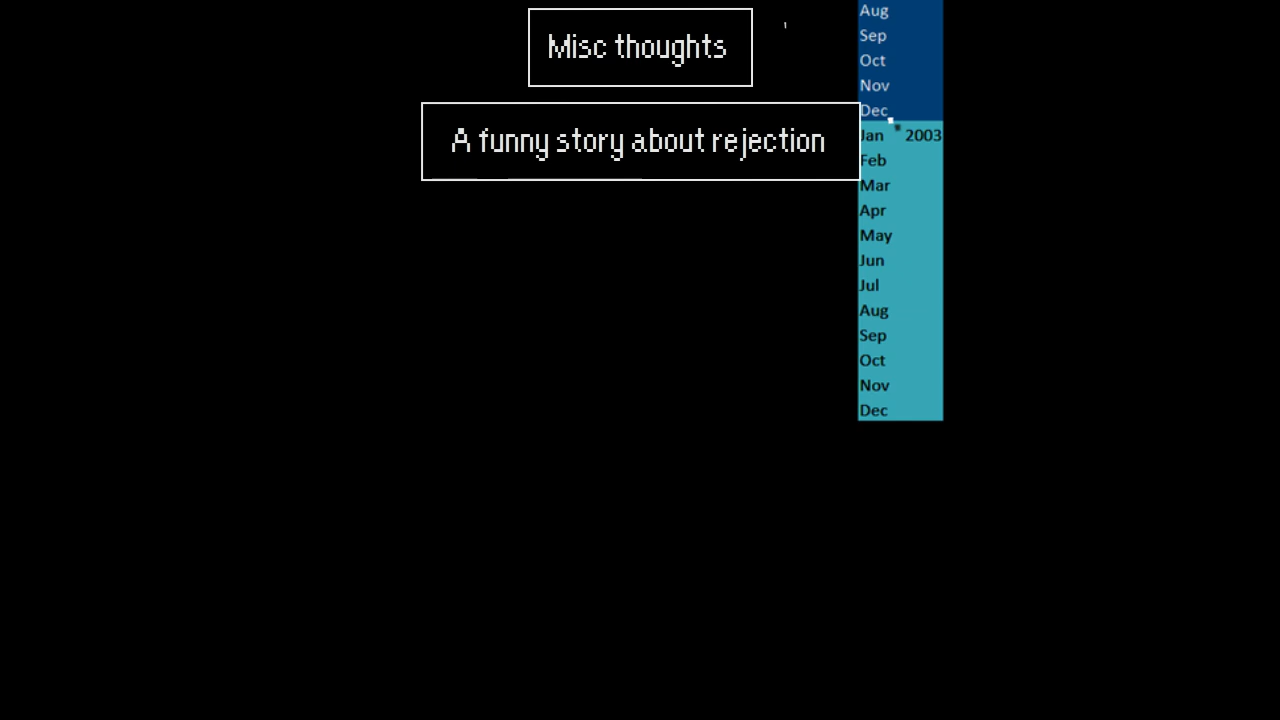 Misc thoughts
A funny story about rejection
Aug
Sep
Oct
Nov
Dec
Jan 2003
Feb
Mar
Apr
May
Jun
Jul
Aug
Sep
Oct
Nov
Dec